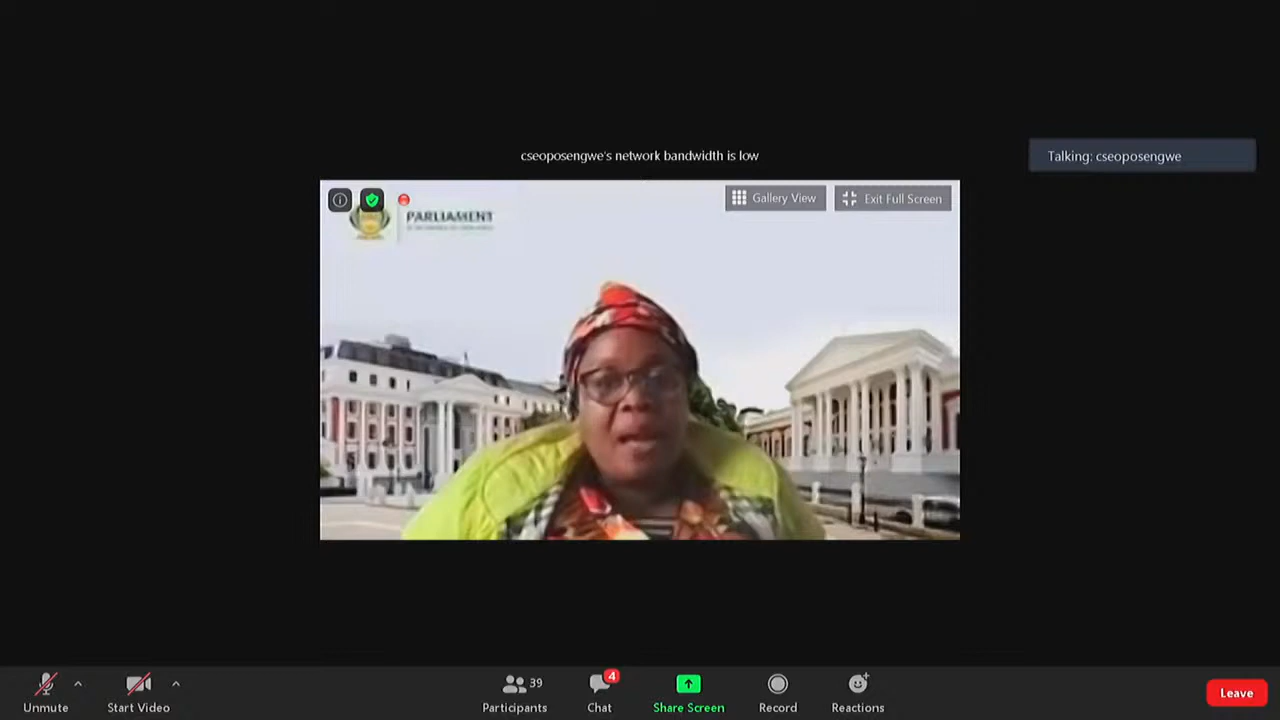 cseoposengwe's network bandwidth is low
Talking: cseoposengwe
Gallery View
Exit Full Screen
PARLIAMENT
Unmute
Start Video
Participants
39
Chat
4
Share Screen
Record
Reactions
Leave